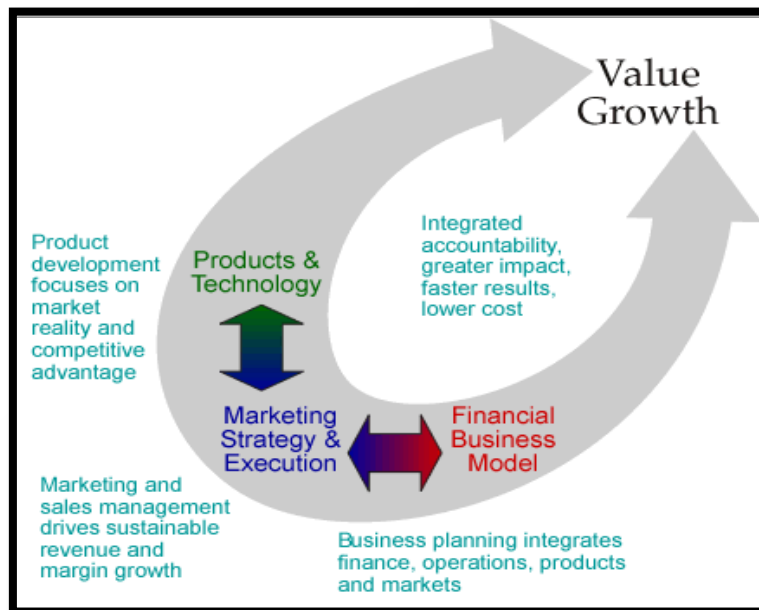 Value
Growth
Product
development
focuses on
market
reality and
competitive
advantage
Products &
Technology
Integrated
accountability,
greater impact,
faster results,
lower cost
Marketing
Strategy &
Execution
Financial
Business
Model
Marketing and
sales management
drives sustainable
revenue and
margin growth
Business planning integrates
finance, operations, products
and markets